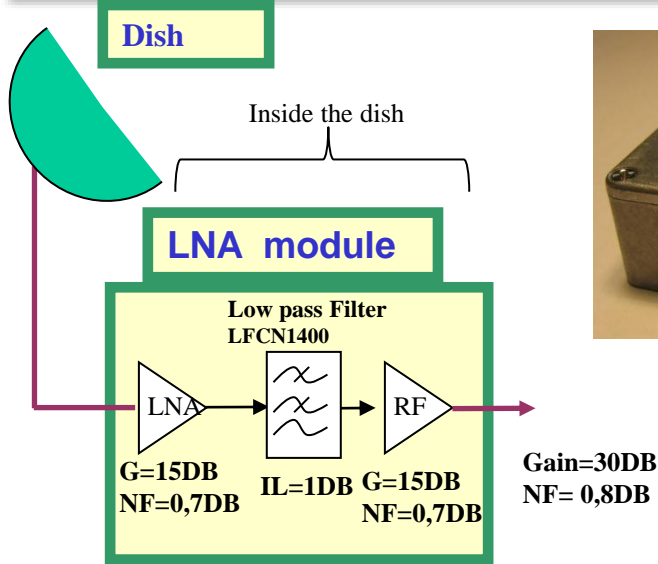 Dish
Inside the dish
LNA module
Low pass Filter
LFCN1400
LNA
RF
G=15DB
NF=0,7DB
IL=1DB
G=15DB
NF=0,7DB
Gain=30DB
NF= 0,8DB